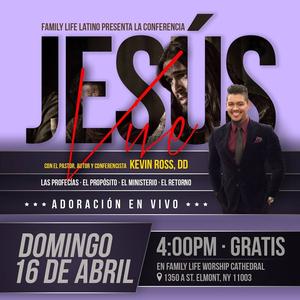 FAMILY LIFE LATINO PRESENTA LA CONFERENCIA
JESÚS
Vive
CON EL PASTOR, AUTOR Y CONFERENCISTA KEVIN ROSS, DD
LAS PROFECÍAS · EL PROPÓSITO · EL MINISTERIO · EL RETORNO
★★★ ADORACIÓN EN VIVO ★★★
DOMINGO
16 DE ABRIL
4:00PM · GRATIS
EN FAMILY LIFE WORSHIP CATHEDRAL
1350 A ST. ELMONT, NY 11003